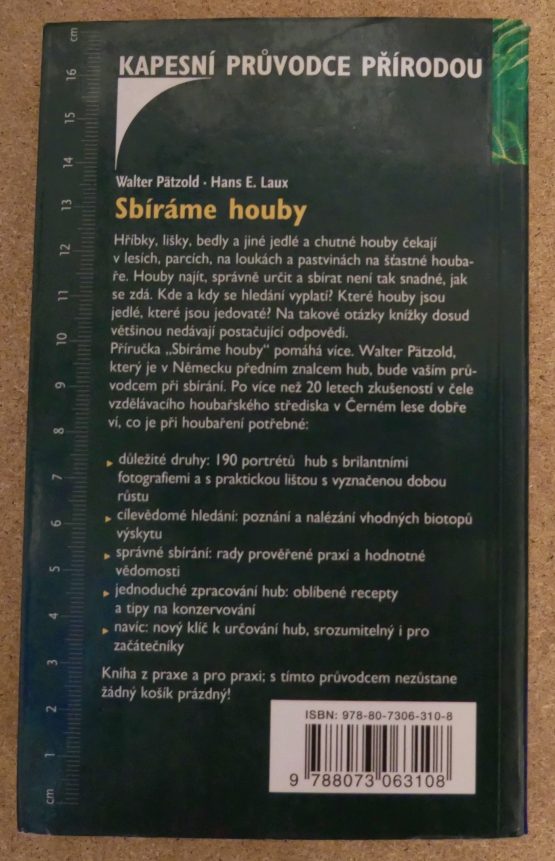 KAPESNÍ PRŮVODCE PŘÍRODOU
Walter Pätzold · Hans E. Laux
Sbíráme houby
Hříbky, lišky, bedly a jiné jedlé a chutné houby čekají
v lesích, parcích, na loukách a pastvinách na šťastné houba-
ře. Houby najít, správně určit a sbírat není tak snadné, jak
se zdá. Kde a kdy se hledání vyplatí? Které houby jsou
jedlé, které jsou jedovaté? Na takové otázky knížky dosud
většinou nedávají postačující odpovědi.
Příručka „Sbíráme houby“ pomáhá více. Walter Pätzold,
který je v Německu předním znalcem hub, bude vaším prů-
vodcem při sbírání. Po více než 20 letech zkušeností v čele
vzdělávacího houbařského střediska v Černém lese dobře
ví, co je při houbaření potřebné:
důležité druhy: 190 portrétů hub s brilantními
fotografiemi a s praktickou lištou s vyznačenou dobou
růstu
cílevědomé hledání: poznání a nalézání vhodných biotopů
výskytu
správné sbírání: rady prověřené praxí a hodnotné
vědomosti
jednoduché zpracování hub: oblíbené recepty
a tipy na konzervování
navíc: nový klíč k určování hub, srozumitelný i pro
začátečníky
Kniha z praxe a pro praxi; s tímto průvodcem nezůstane
žádný košík prázdný!
ISBN: 978-80-7306-310-8
9 788073 063108
cm
16
15
14
13
12
11
10
9
8
7
6
5
4
3
2
1
cm